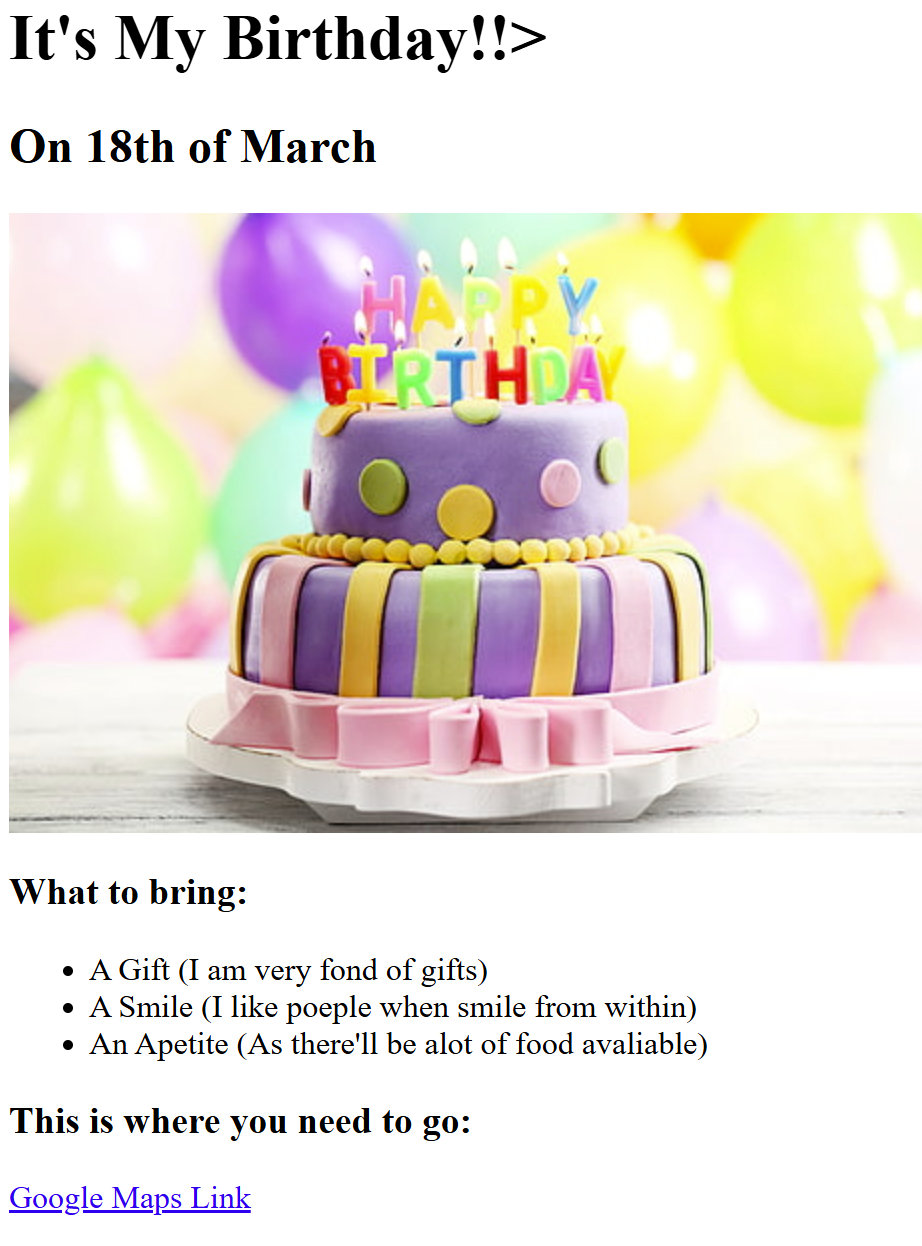 It's My Birthday!!>
On 18th of March
HAPPY
BIRTHDAY
What to bring:
A Gift (I am very fond of gifts)
A Smile (I like poeple when smile from within)
An Apetite (As there'll be alot of food avaliable)
This is where you need to go:
Google Maps Link